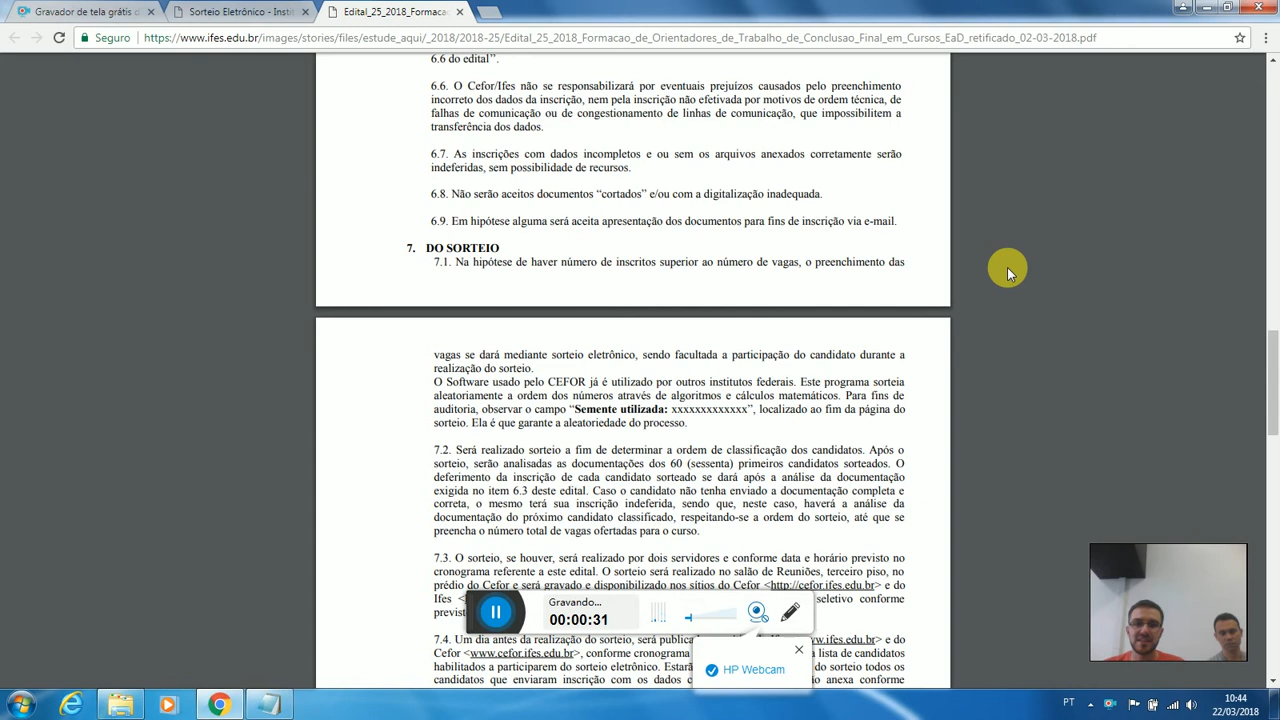 Gravador de tela grátis d
Sorteio Eletrônico - Instit
Edital_25_2018_Formacao
Seguro
https://www.ifes.edu.br/images/stories/files/estude_aqui/_2018/2018-25/Edital_25_2018_Formacao_de_Orientadores_de_Trabalho_de_Conclusao_Final_em_Cursos_EaD_retificado_02-03-2018.pdf
6.6 do edital”.
6.6. O Cefor/Ifes não se responsabilizará por eventuais prejuízos causados pelo preenchimento
incorreto dos dados da inscrição, nem pela inscrição não efetivada por motivos de ordem técnica, de
falhas de comunicação ou de congestionamento de linhas de comunicação, que impossibilitem a
transferência dos dados.
6.7. As inscrições com dados incompletos e ou sem os arquivos anexados corretamente serão
indeferidas, sem possibilidade de recursos.
6.8. Não serão aceitos documentos “cortados” e/ou com a digitalização inadequada.
6.9. Em hipótese alguma será aceita apresentação dos documentos para fins de inscrição via e-mail.
7. DO SORTEIO
7.1. Na hipótese de haver número de inscritos superior ao número de vagas, o preenchimento das
vagas se dará mediante sorteio eletrônico, sendo facultada a participação do candidato durante a
realização do sorteio.
O Software usado pelo CEFOR já é utilizado por outros institutos federais. Este programa sorteia
aleatoriamente a ordem dos números através de algoritmos e cálculos matemáticos. Para fins de
auditoria, observar o campo “Semente utilizada: xxxxxxxxxxxxx”, localizado ao fim da página do
sorteio. Ela é que garante a aleatoriedade do processo.
7.2. Será realizado sorteio a fim de determinar a ordem de classificação dos candidatos. Após o
sorteio, serão analisadas as documentações dos 60 (sessenta) primeiros candidatos sorteados. O
deferimento da inscrição de cada candidato sorteado se dará após a análise da documentação
exigida no item 6.3 deste edital. Caso o candidato não tenha enviado a documentação completa e
correta, o mesmo terá sua inscrição indeferida, sendo que, neste caso, haverá a análise da
documentação do próximo candidato classificado, respeitando-se a ordem do sorteio, até que se
preencha o número total de vagas ofertadas para o curso.
7.3. O sorteio, se houver, será realizado por dois servidores e conforme data e horário previsto no
cronograma referente a este edital. O sorteio será realizado no salão de Reuniões, terceiro piso, no
prédio do Cefor e será gravado e disponibilizado nos sítios do Cefor <http://cefor.ifes.edu.br> e do
Ifes < seletivo conforme
previst
Gravando...
00:00:31
7.4. Um dia antes da realização do sorteio, será publica w.ifes.edu.br> e do
Cefor <www.cefor.ifes.edu.br>, conforme cronograma a lista de candidatos
habilitados a participarem do sorteio eletrônico. Estarã do sorteio todos os
candidatos que enviaram inscrição com os dados c anexa conforme
HP Webcam
PT
10:44
22/03/2018